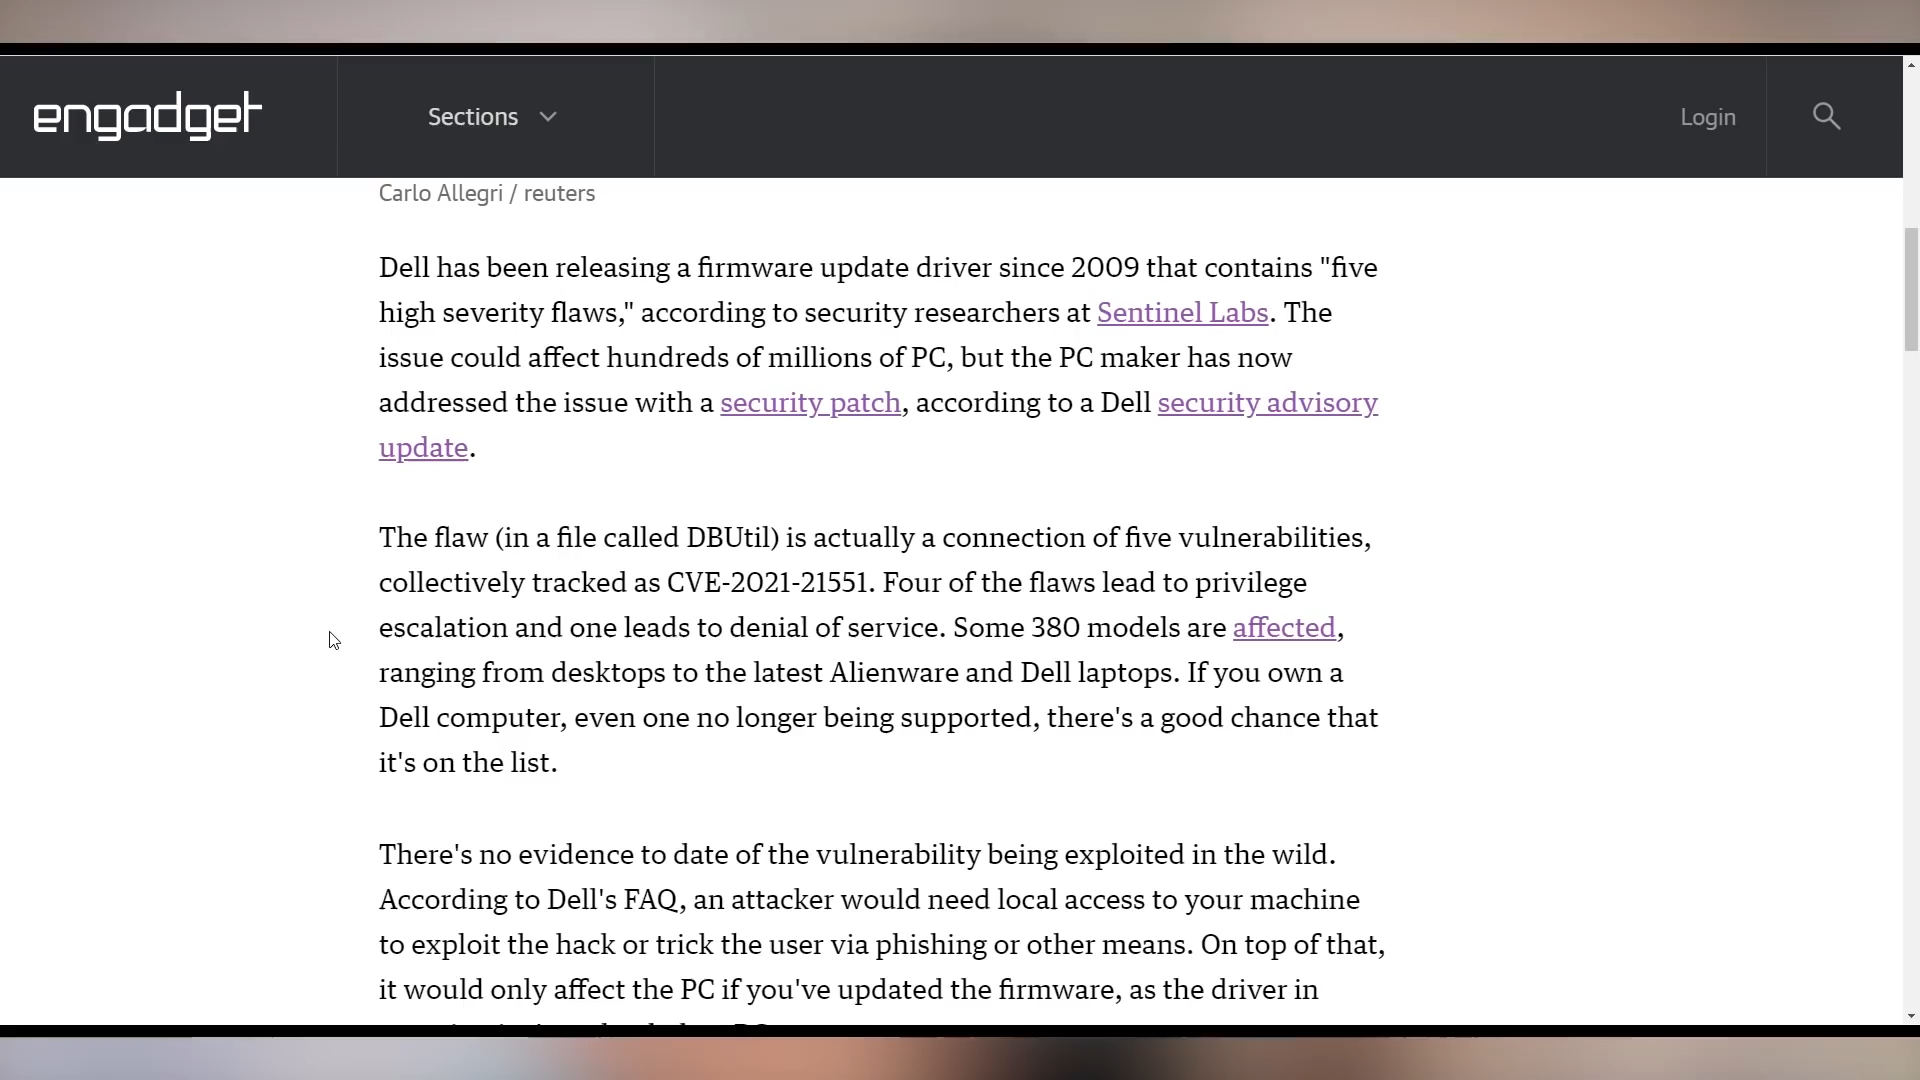 engadget
Sections
Login
Carlo Allegri / reuters
Dell has been releasing a firmware update driver since 2009 that contains "five
high severity flaws," according to security researchers at Sentinel Labs. The
issue could affect hundreds of millions of PC, but the PC maker has now
addressed the issue with a security patch, according to a Dell security advisory
update.
The flaw (in a file called DBUtil) is actually a connection of five vulnerabilities,
collectively tracked as CVE-2021-21551. Four of the flaws lead to privilege
escalation and one leads to denial of service. Some 380 models are affected,
ranging from desktops to the latest Alienware and Dell laptops. If you own a
Dell computer, even one no longer being supported, there's a good chance that
it's on the list.
There's no evidence to date of the vulnerability being exploited in the wild.
According to Dell's FAQ, an attacker would need local access to your machine
to exploit the hack or trick the user via phishing or other means. On top of that,
it would only affect the PC if you've updated the firmware, as the driver in